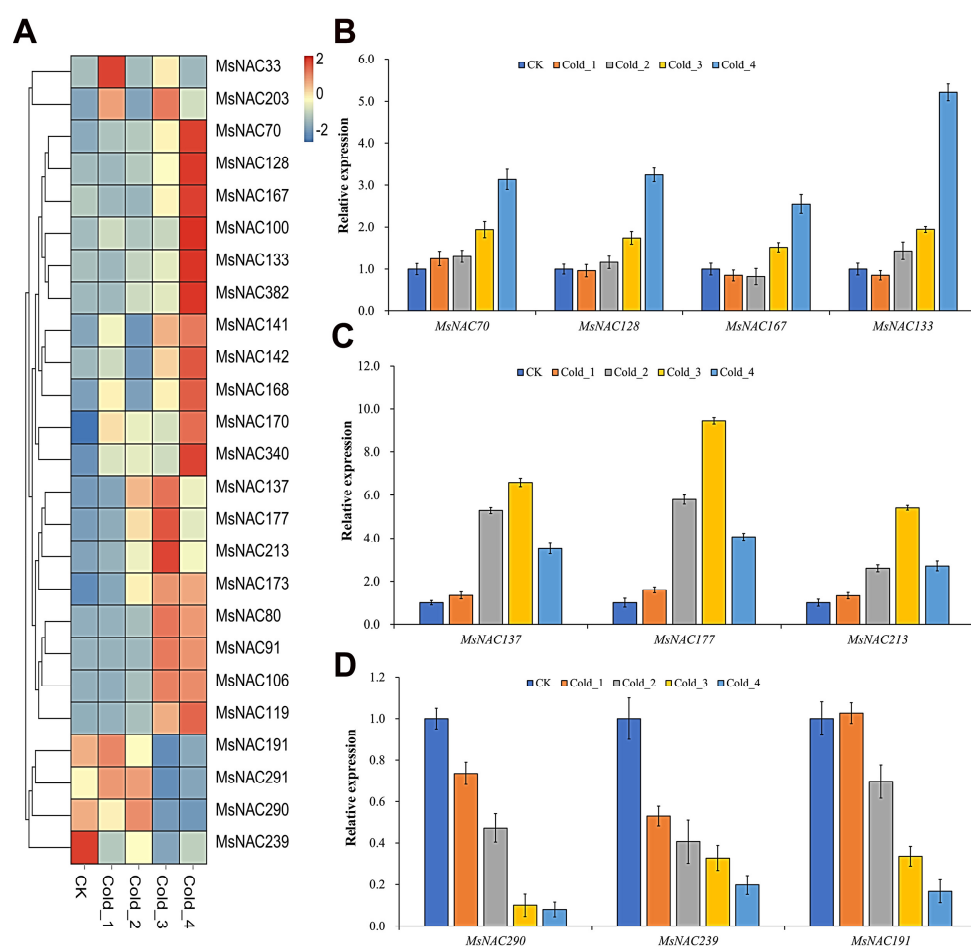 A
2
0
-2
MsNAC33
MsNAC203
MsNAC70
MsNAC128
MsNAC167
MsNAC100
MsNAC133
MsNAC382
MsNAC141
MsNAC142
MsNAC168
MsNAC170
MsNAC340
MsNAC137
MsNAC177
MsNAC213
MsNAC173
MsNAC80
MsNAC91
MsNAC106
MsNAC119
MsNAC191
MsNAC291
MsNAC290
MsNAC239
CK
Cold_1
Cold_2
Cold_3
Cold_4
B
CK Cold_1 Cold_2 Cold_3 Cold_4
Relative expression
6.0
5.0
4.0
3.0
2.0
1.0
0.0
MsNAC70 MsNAC128 MsNAC167 MsNAC133
C
CK Cold_1 Cold_2 Cold_3 Cold_4
Relative expression
12.0
10.0
8.0
6.0
4.0
2.0
0.0
MsNAC137 MsNAC177 MsNAC213
D
CK Cold_1 Cold_2 Cold_3 Cold_4
Relative expression
1.2
1.0
0.8
0.6
0.4
0.2
0.0
MsNAC290 MsNAC239 MsNAC191